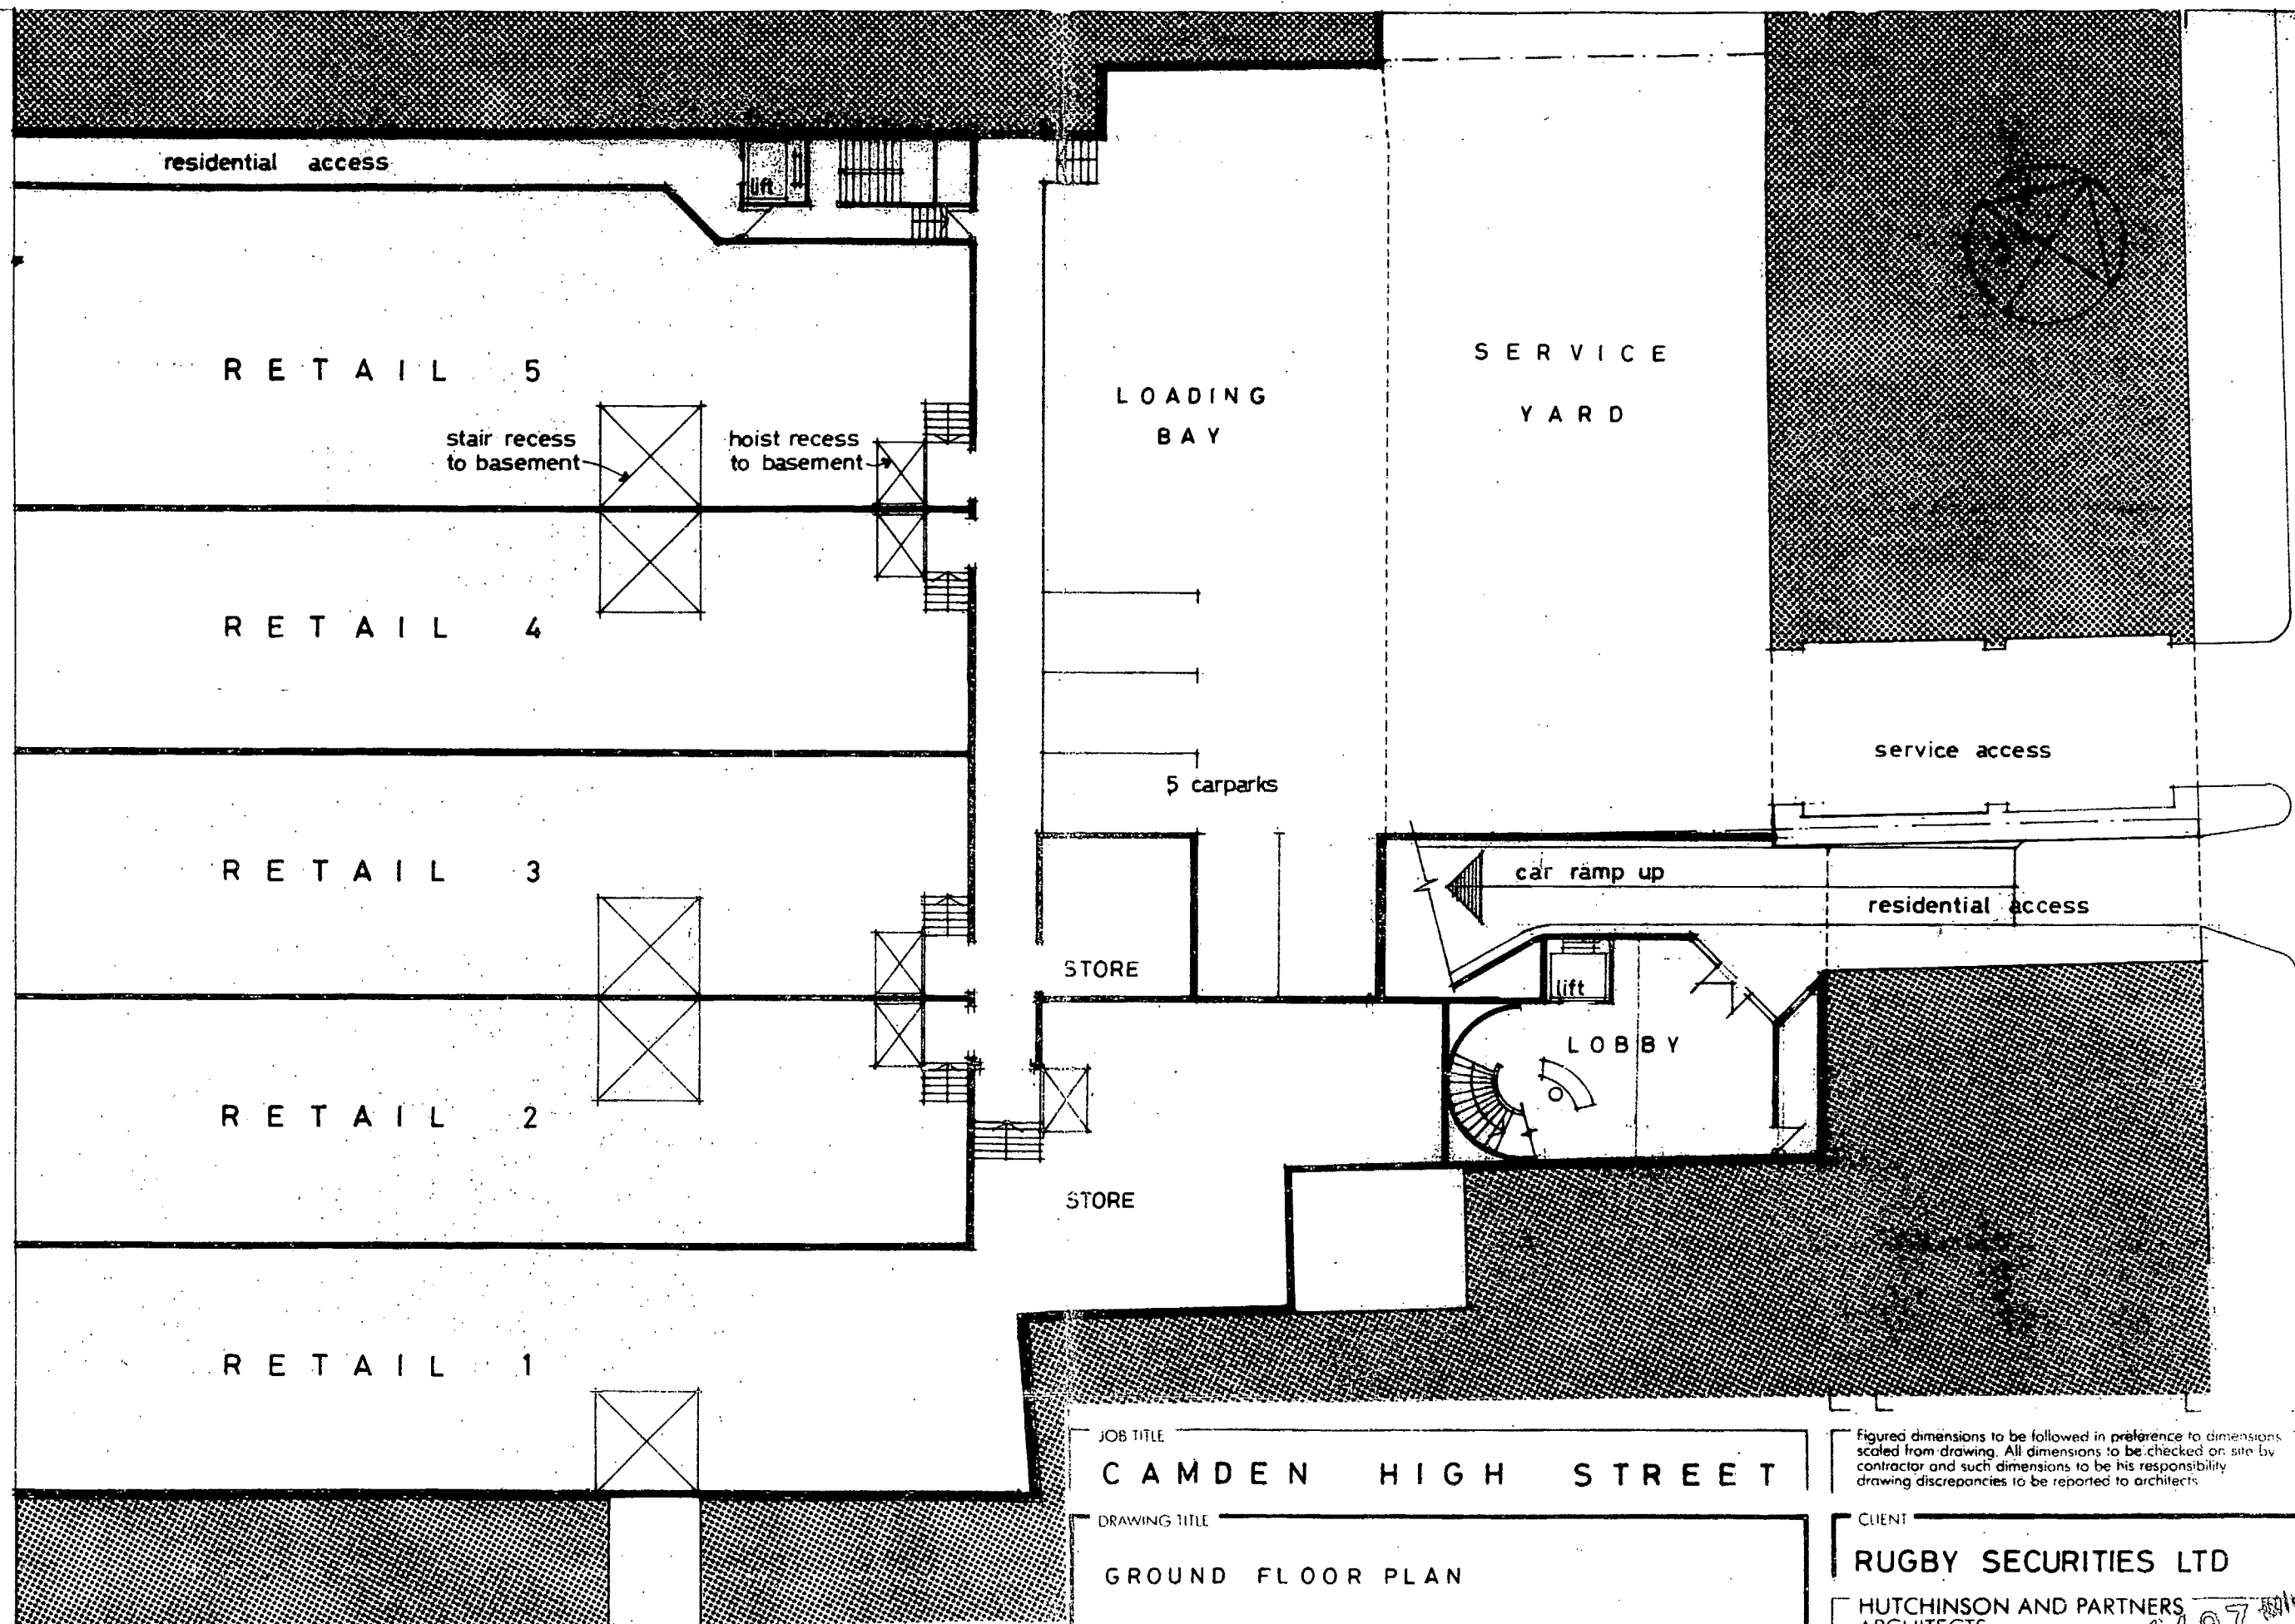 residential access
lift
RETAIL 5
stair recess
to basement
hoist recess
to basement
LOADING
BAY
SERVICE
YARD
RETAIL 4
5 carparks
service access
RETAIL 3
STORE
car ramp up
residential access
lift
LOBBY
RETAIL 2
STORE
RETAIL 1
JOB TITLE
CAMDEN HIGH STREET
Figured dimensions to be followed in preference to dimensions
scaled from drawing. All dimensions to be checked on site by
contractor and such dimensions to be his responsibility
drawing discrepancies to be reported to architects
DRAWING TITLE
GROUND FLOOR PLAN
CLIENT
RUGBY SECURITIES LTD
HUTCHINSON AND PARTNERS
ARCHITECTS